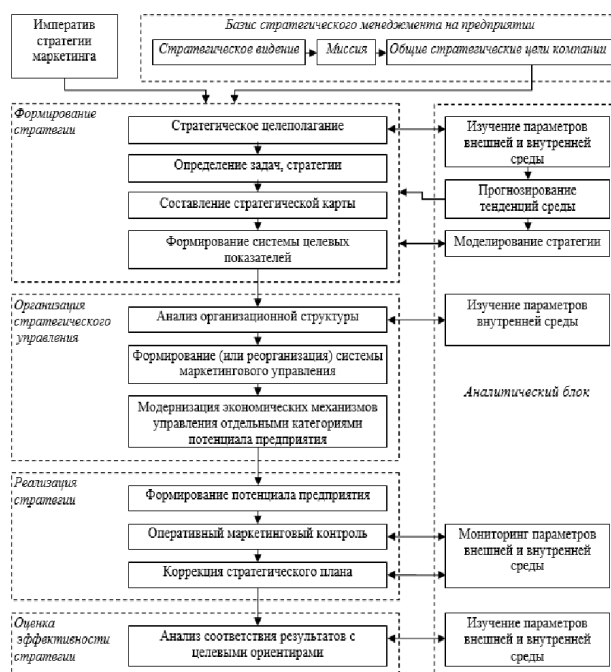 Императив
стратегии
маркетинга
Базис стратегического менеджмента на предприятии
Стратегическое видение
Миссия
Общие стратегические цели компании
Формирование
стратегии
Стратегическое целеполагание
Определение задач, стратегии
Составление стратегической карты
Формирование системы целевых
показателей
Изучение параметров
внешней и внутренней
среды
Прогнозирование
тенденций среды
Моделирование стратегии
Организация
стратегического
управления
Анализ организационной структуры
Формирование (или реорганизация) системы
маркетингового управления
Модернизация экономических механизмов
управления отдельными категориями
потенциала предприятия
Изучение параметров
внутренней среды
Аналитический блок
Реализация
стратегии
Формирование потенциала предприятия
Оперативный маркетинговый контроль
Коррекция стратегического плана
Мониторинг параметров
внешней и внутренней
среды
Оценка
эффективности
стратегии
Анализ соответствия результатов с
целевыми ориентирами
Изучение параметров
внешней и внутренней
среды